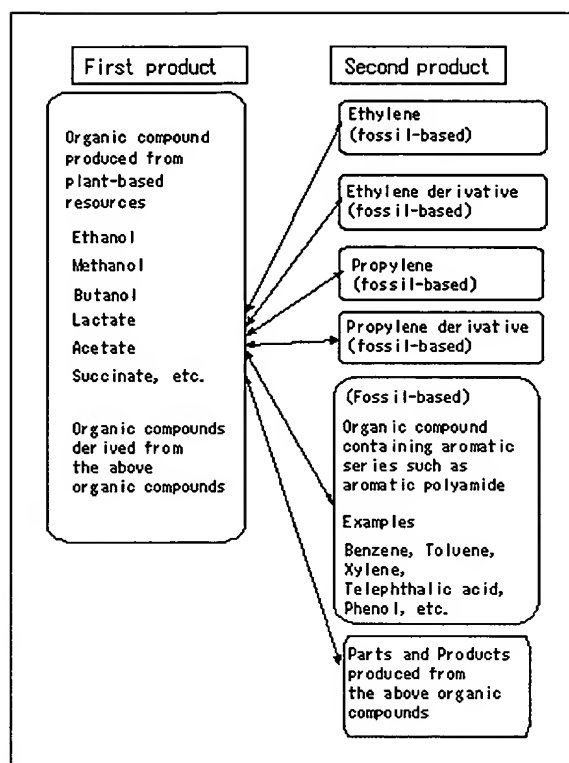 First product
Organic compound
produced from
plant-based
resources
Ethanol
Methanol
Butanol
Lactate
Acetate
Succinate, etc.
Organic compounds
derived from
the above
organic compounds
Second product
Ethylene
(fossil-based)
Ethylene derivative
(fossil-based)
Propylene
(fossil-based)
Propylene derivative
(fossil-based)
(Fossil-based)
Organic compound
containing aromatic
series such as
aromatic polyamide
Examples
Benzene, Toluene,
Xylene,
Telephthalic acid,
Phenol, etc.
Parts and Products
produced from
the above organic
compounds